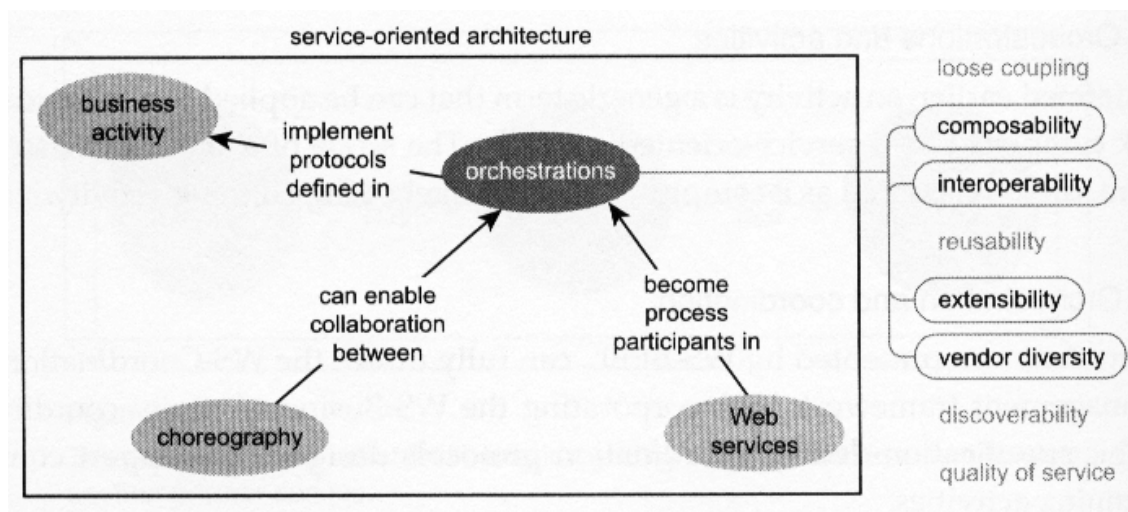 service-oriented architecture
business
activity
implement
protocols
defined in
orchestrations
can enable
collaboration
between
become
process
participants in
choreography
Web
services
loose coupling
composability
interoperability
reusability
extensibility
vendor diversity
discoverability
quality of service